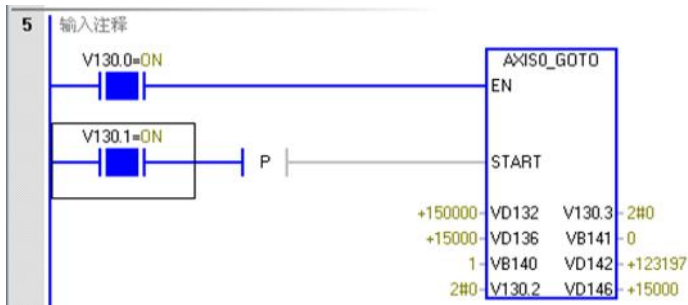 5 输入注释
V130.0=ON AXIS0_GOTO
EN
V130.1=ON
P START
+150000 VD132 V130.3 2#0
+15000 VD136 VB141 0
1 VB140 VD142 +123197
2#0 V130.2 VD146 +15000